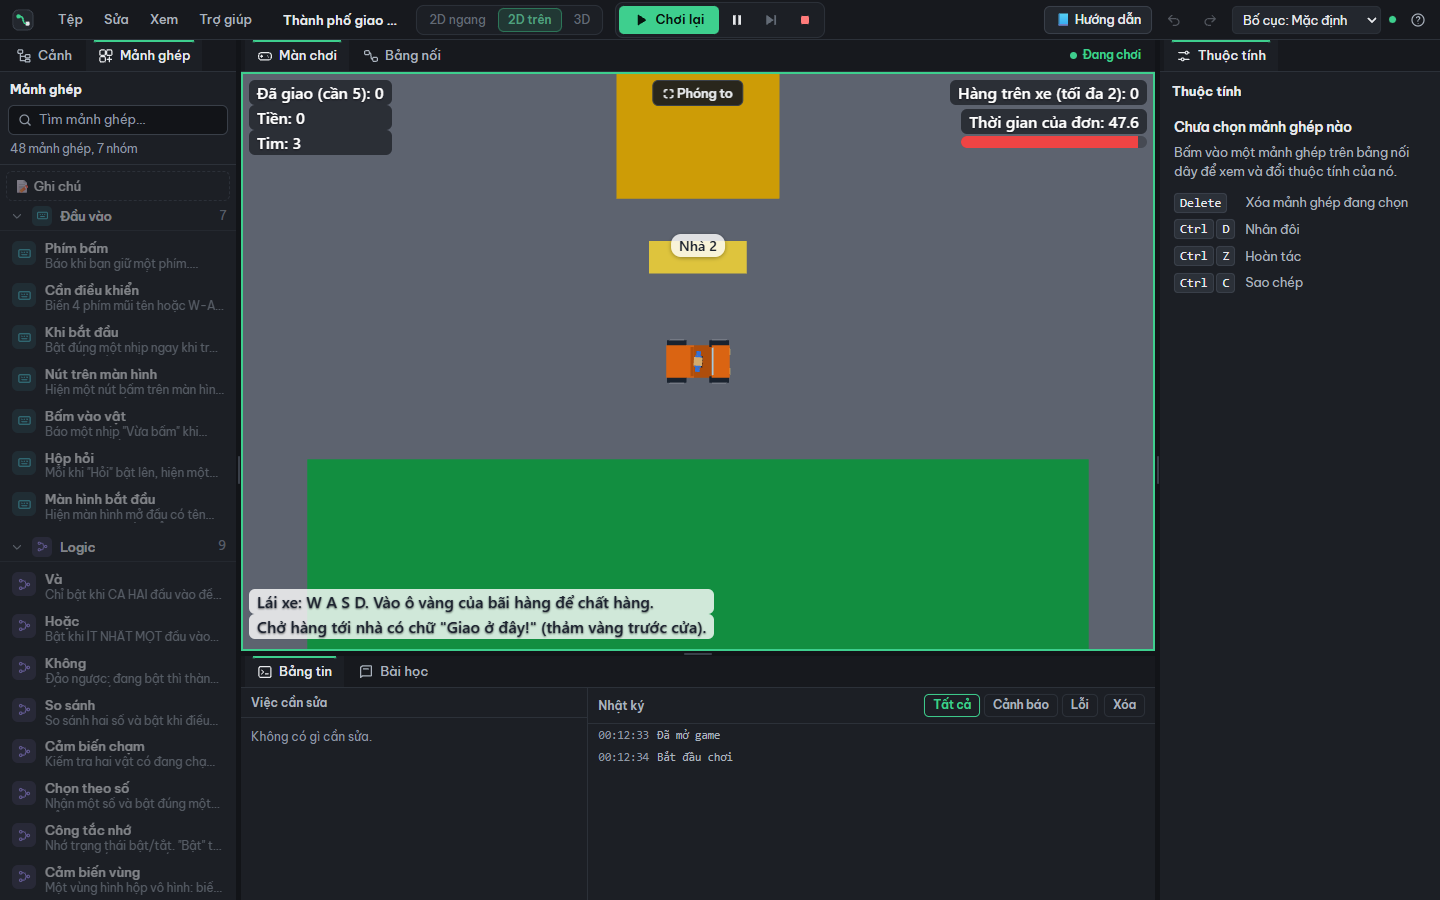 Tệp
Sửa
Xem
Trợ giúp
Thành phố giao ...
2D ngang
2D trên
3D
Chơi lại
Hướng dẫn
Bố cục: Mặc định
Cảnh
Mảnh ghép
Màn chơi
Bảng nối
Đang chơi
Thuộc tính
Mảnh ghép
Tìm mảnh ghép...
48 mảnh ghép, 7 nhóm
Ghi chú
Đầu vào
7
Phím bấm
Báo khi bạn giữ một phím....
Cần điều khiển
Biến 4 phím mũi tên hoặc W-A...
Khi bắt đầu
Bật đúng một nhịp ngay khi tr...
Nút trên màn hình
Hiện một nút bấm trên màn hìn...
Bấm vào vật
Báo một nhịp "Vừa bấm" khi...
Hộp hỏi
Mỗi khi "Hỏi" bật lên, hiện một...
Màn hình bắt đầu
Hiện màn hình mở đầu có tên...
Logic
9
Và
Chỉ bật khi CẢ HAI đầu vào đề...
Hoặc
Bật khi ÍT NHẤT MỘT đầu vào...
Không
Đảo ngược: đang bật thì thàn...
So sánh
So sánh hai số và bật khi điều...
Cảm biến chạm
Kiểm tra hai vật có đang chạ...
Chọn theo số
Nhận một số và bật đúng một...
Công tắc nhớ
Nhớ trạng thái bật/tắt. "Bật" t...
Cảm biến vùng
Một vùng hình hộp vô hình: biế...
Đã giao (cần 5): 0
Tiền: 0
Tim: 3
Phóng to
Hàng trên xe (tối đa 2): 0
Thời gian của đơn: 47.6
Nhà 2
Lái xe: W A S D. Vào ô vàng của bãi hàng để chất hàng.
Chở hàng tới nhà có chữ "Giao ở đây!" (thảm vàng trước cửa).
Bảng tin
Bài học
Việc cần sửa
Không có gì cần sửa.
Nhật ký
Tất cả
Cảnh báo
Lỗi
Xóa
00:12:33 Đã mở game
00:12:34 Bắt đầu chơi
Thuộc tính
Chưa chọn mảnh ghép nào
Bấm vào một mảnh ghép trên bảng nối
dây để xem và đổi thuộc tính của nó.
Delete Xóa mảnh ghép đang chọn
Ctrl D Nhân đôi
Ctrl Z Hoàn tác
Ctrl C Sao chép